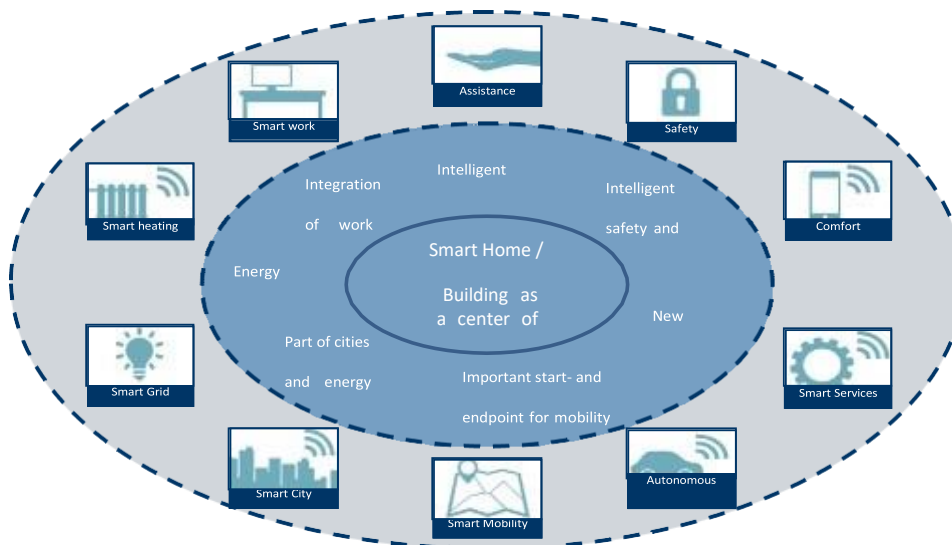 Assistance
Smart work
Safety
Smart heating
Comfort
Intelligent
Integration
of work
Intelligent
safety and
Smart Home /
Building as
a center of
Energy
New
Part of cities
and energy
Important start- and
endpoint for mobility
Smart Grid
Smart Services
Smart City
Smart Mobility
Autonomous